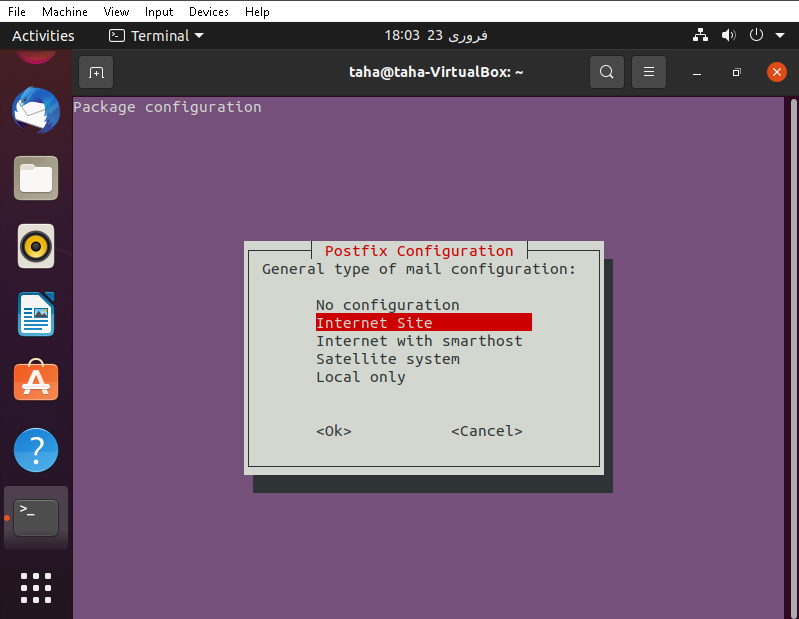 File Machine View Input Devices Help
Activities Terminal 18:03 23 فروری
taha@taha-VirtualBox: ~
Package configuration
Postfix Configuration
General type of mail configuration:
No configuration
Internet Site
Internet with smarthost
Satellite system
Local only
<Ok> <Cancel>